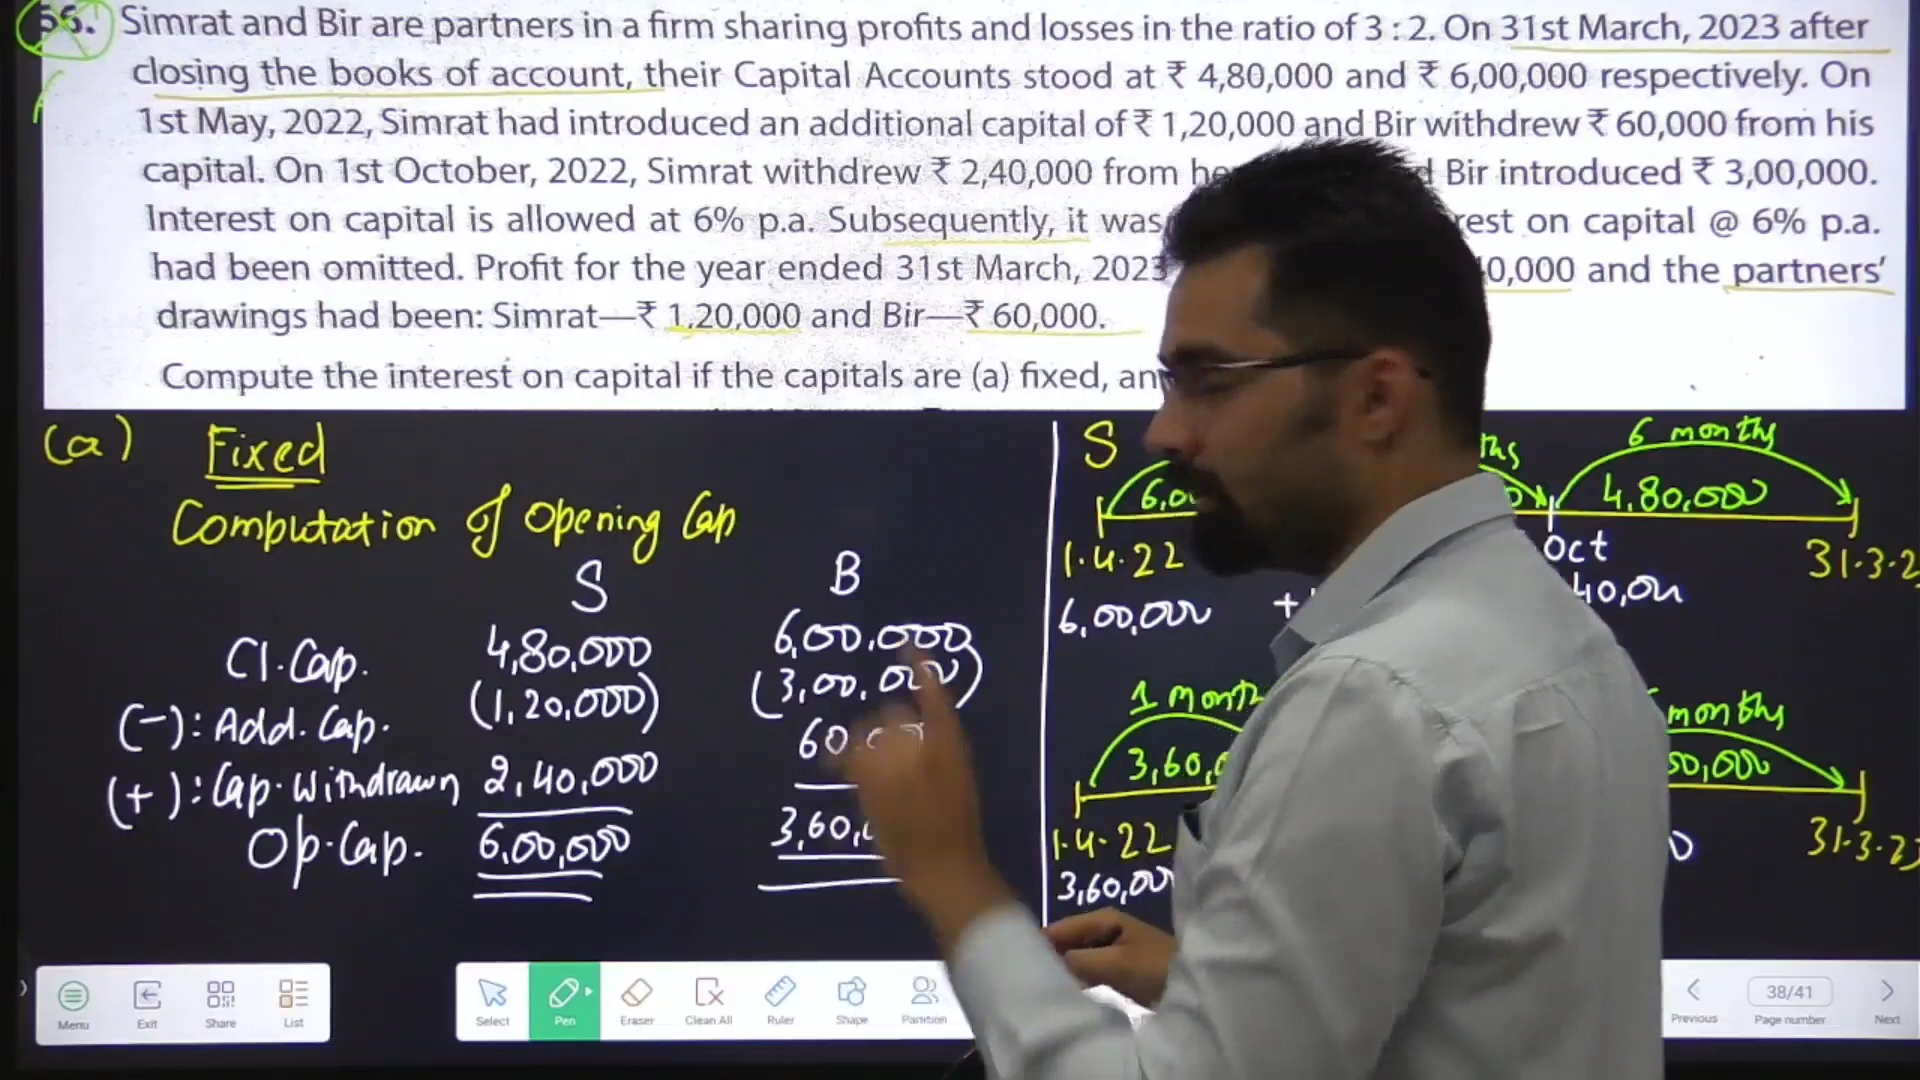 56. Simrat and Bir are partners in a firm sharing profits and losses in the ratio of 3 : 2. On 31st March, 2023 after
closing the books of account, their Capital Accounts stood at ₹ 4,80,000 and ₹ 6,00,000 respectively. On
1st May, 2022, Simrat had introduced an additional capital of ₹ 1,20,000 and Bir withdrew ₹ 60,000 from his
capital. On 1st October, 2022, Simrat withdrew ₹ 2,40,000 from Bir introduced ₹ 3,00,000.
Interest on capital is allowed at 6% p.a. Subsequently, it was on capital @ 6% p.a.
had been omitted. Profit for the year ended 31st March, 2023 0,000 and the partners'
drawings had been: Simrat—₹ 1,20,000 and Bir—₹ 60,000.
Compute the interest on capital if the capitals are (a) fixed,
(a) Fixed
Computation of Opening Cap
S B
Cl. Cap. 4,80,000 6,00,000
(-): Add. Cap. (1,20,000) (3,00,000)
(+): Cap. Withdrawn 2,40,000
Op. Cap. 6,00,000
S 6 months
4,80,000
1.4.22 Oct 31.3.2
6,00,000 + 40,000
1 month months
1.4.22 31.3.23
3,60,000
Menu Exit Share List Select Pen Eraser Clean All Ruler Shape Partition Previous 38/41 Page number Next